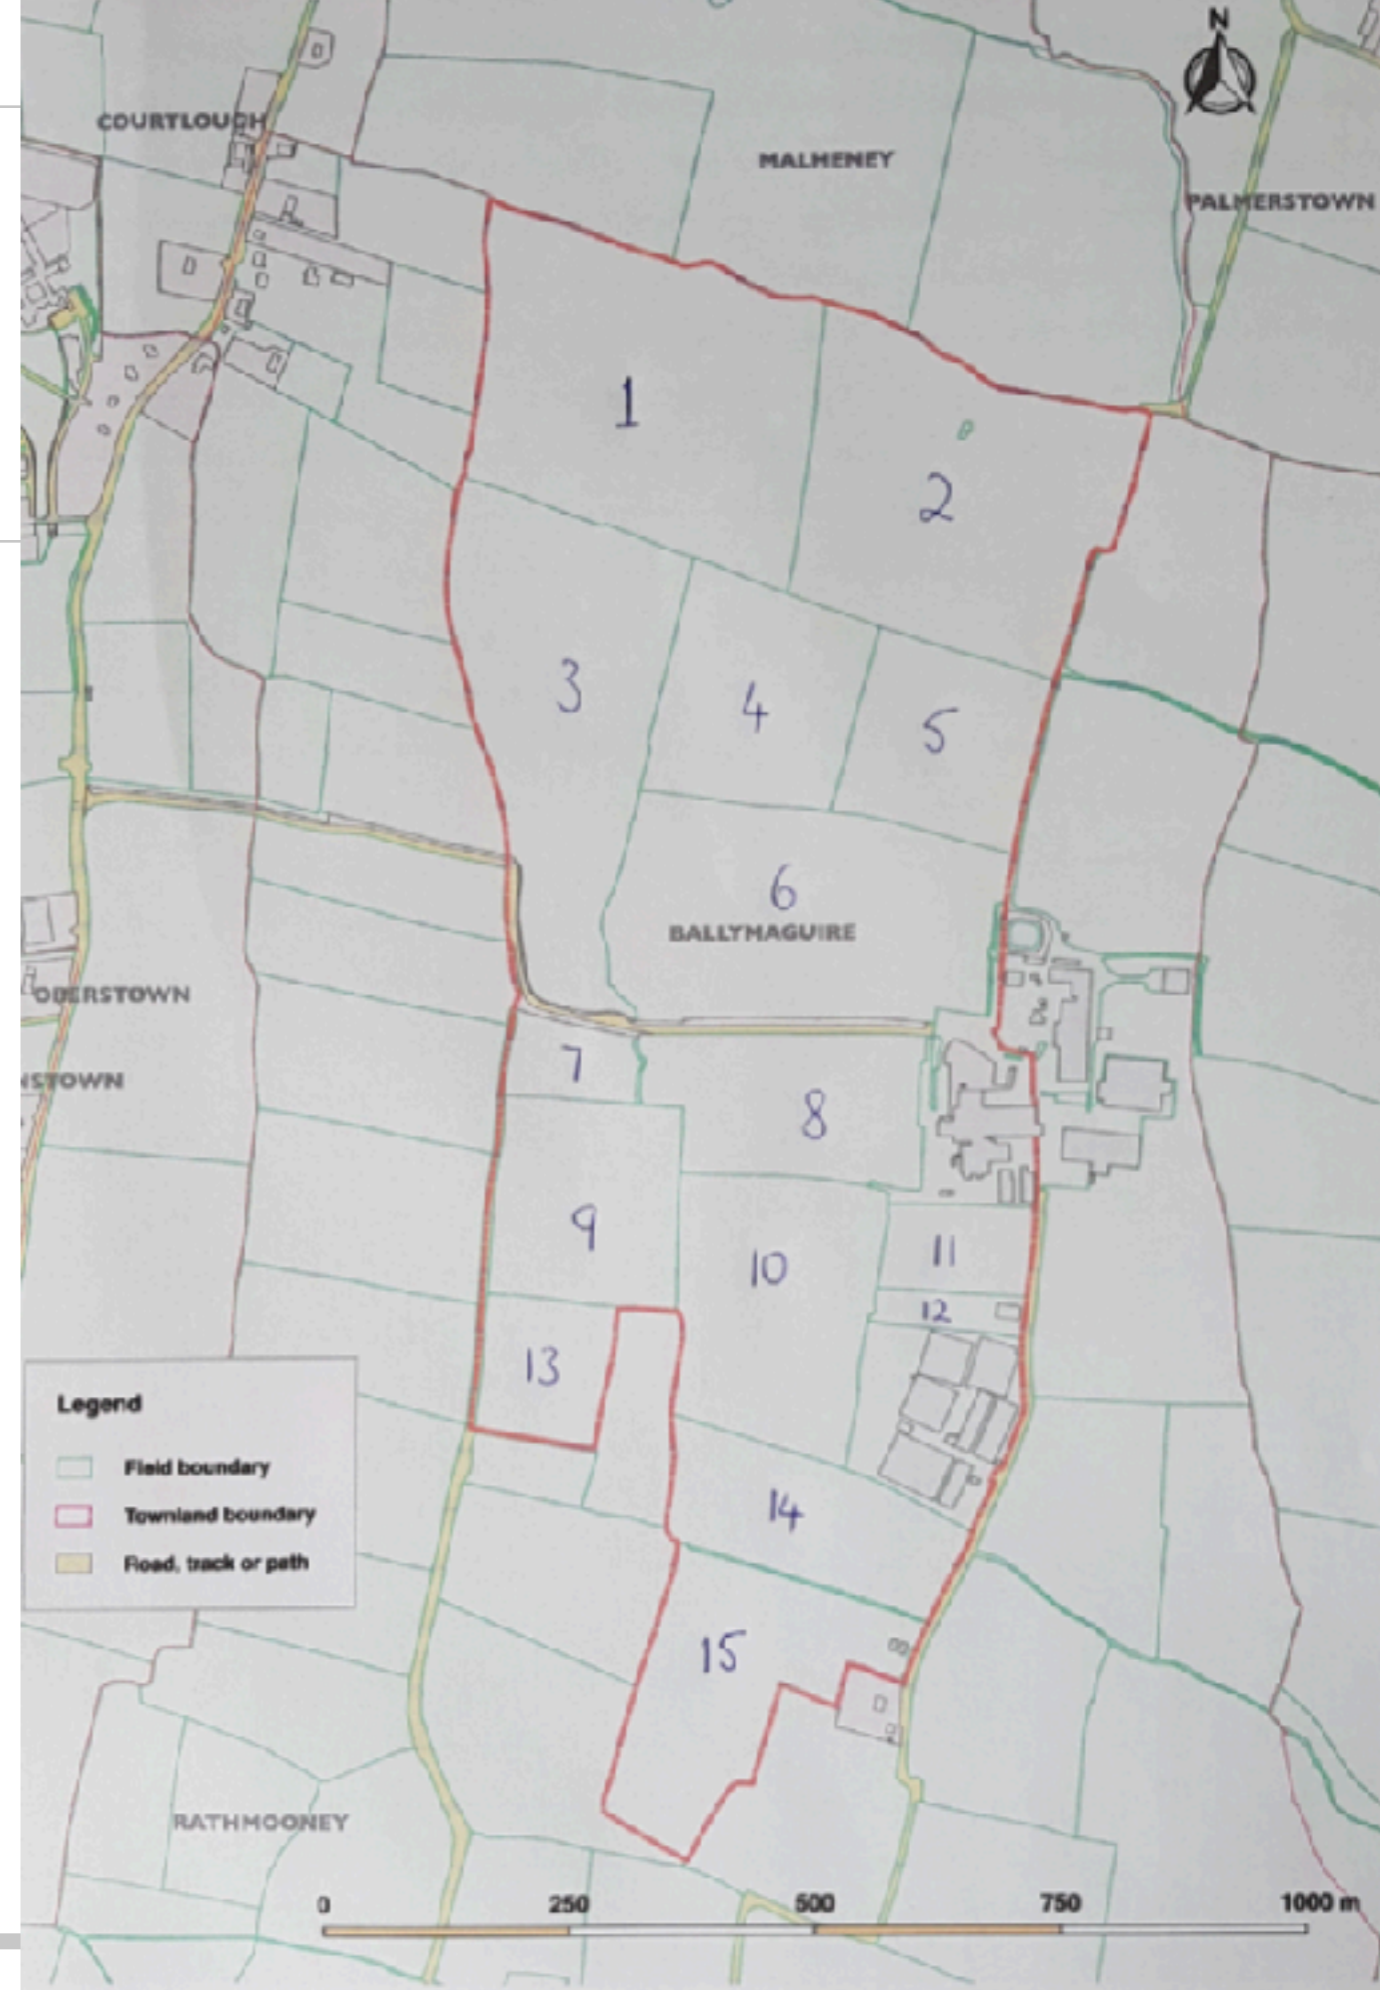 N
COURTLOUGH
MALHENEY
PALMERSTOWN
1
2
3
4
5
6
BALLYMAGUIRE
OBERSTOWN
7
NSTOWN
8
9
10
11
12
13
Legend
Field boundary
Townland boundary
Road, track or path
14
15
RATHMOONEY
0 250 500 750 1000 m